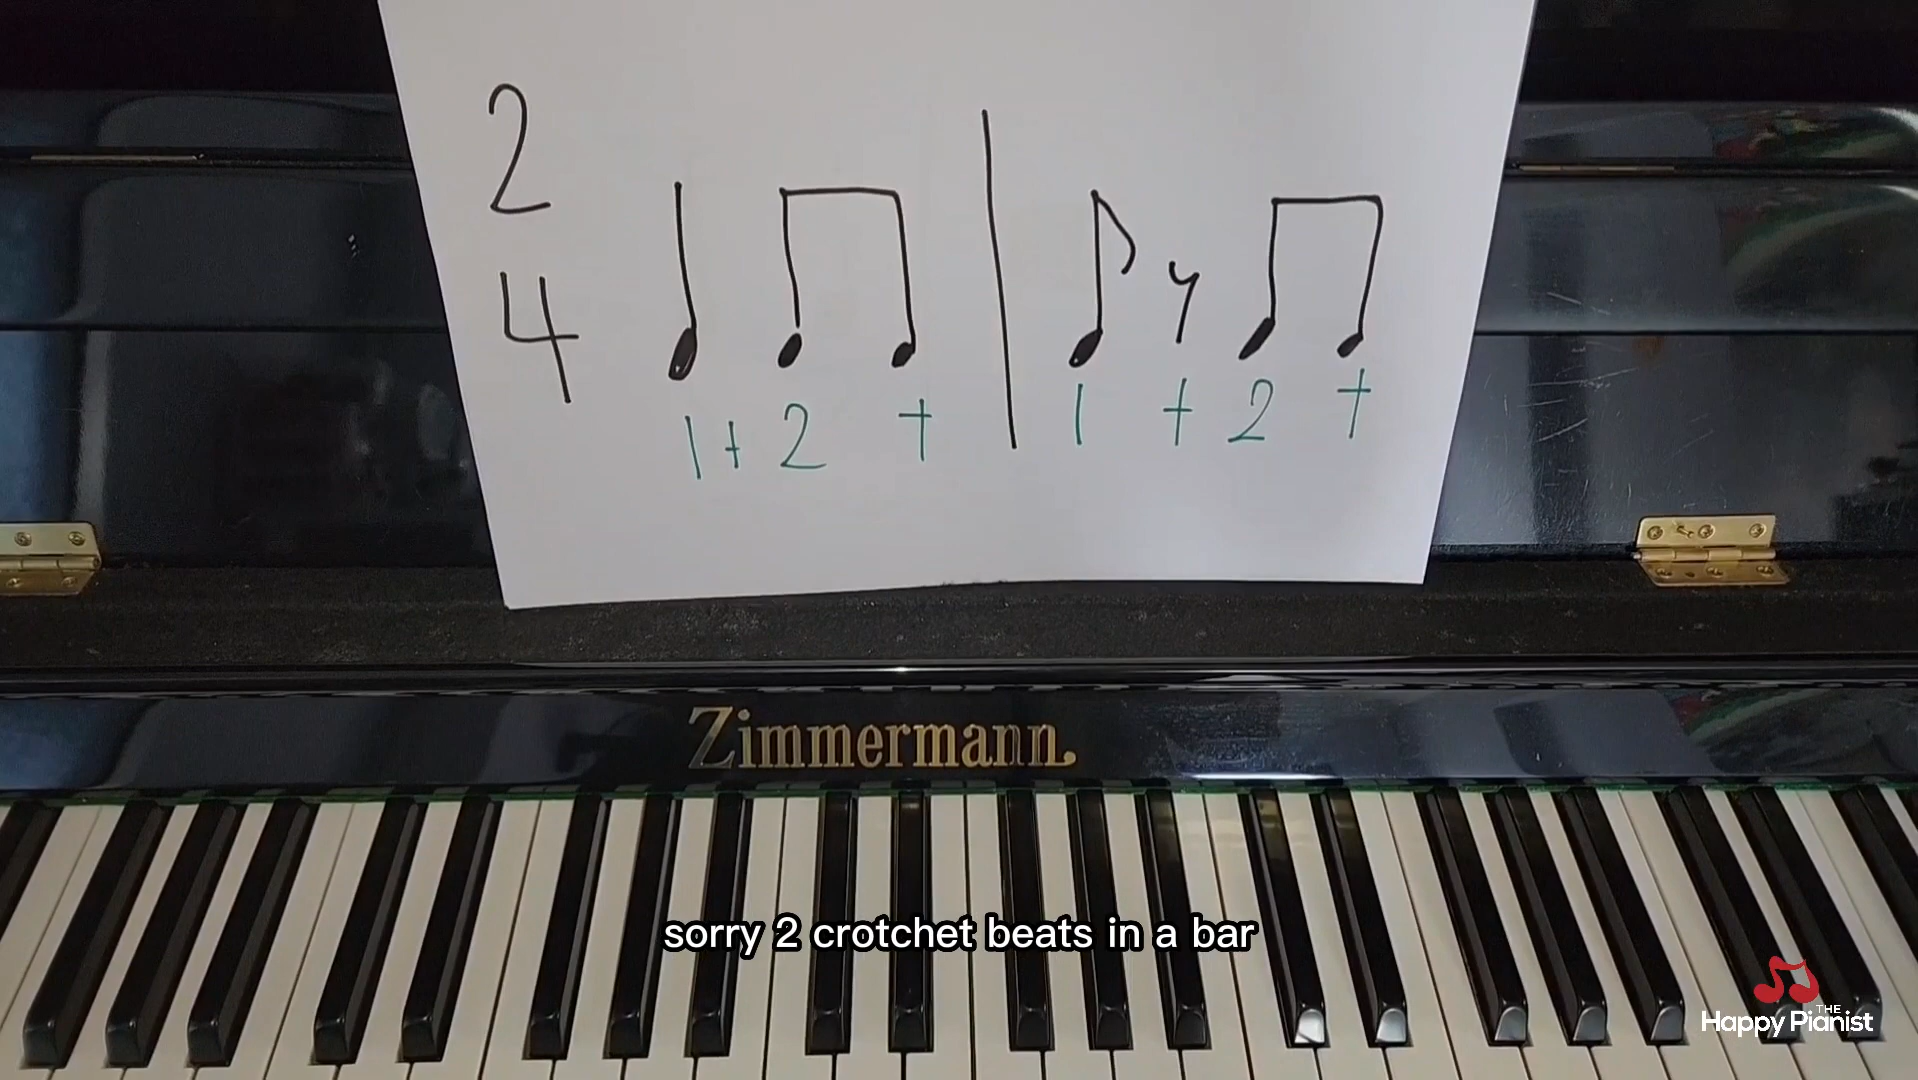 2
4
1 + 2 + 1 + 2 +
Zimmermann.
sorry 2 crotchet beats in a bar
THE
Happy Pianist